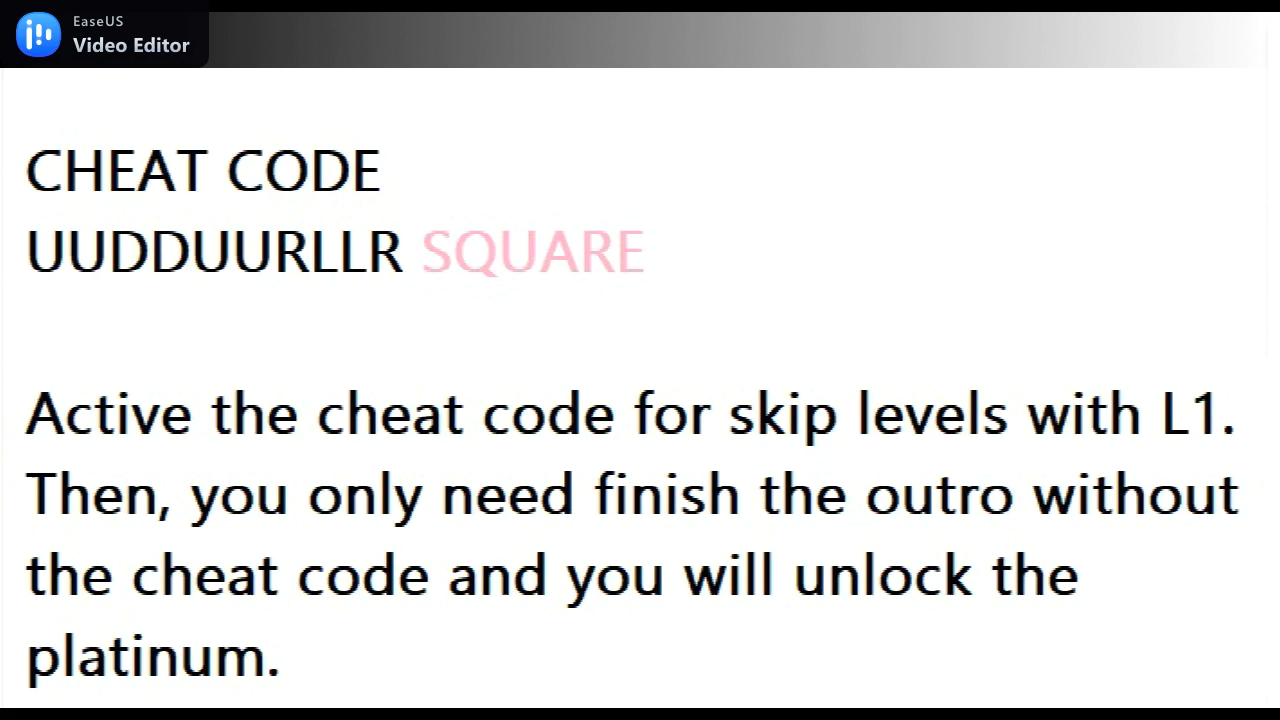 EaseUS
Video Editor
CHEAT CODE
UUDDUURLLR SQUARE
Active the cheat code for skip levels with L1.
Then, you only need finish the outro without
the cheat code and you will unlock the
platinum.